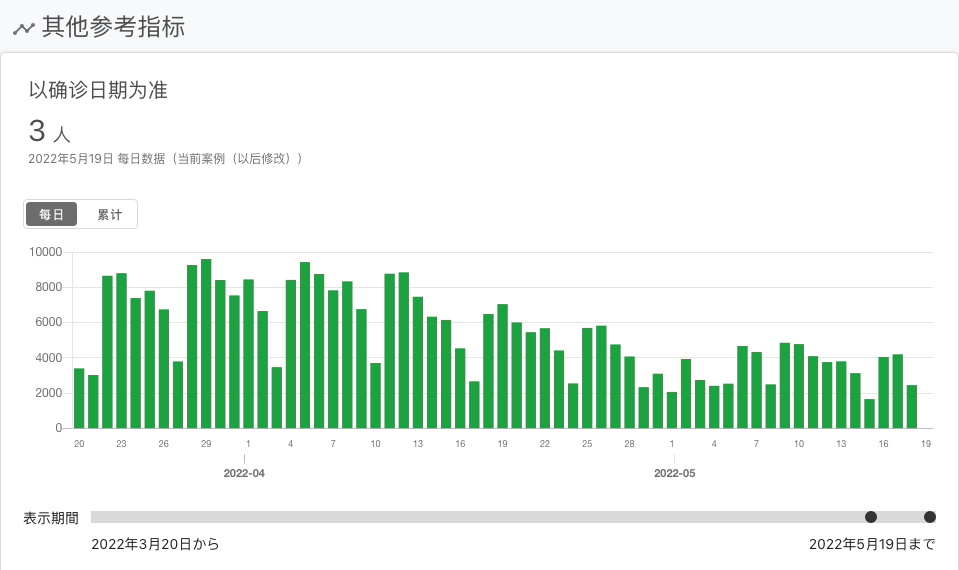 其他参考指标
以确诊日期为准
3 人
2022年5月19日 每日数据（当前案例（以后修改））
每日 累计
10000
8000
6000
4000
2000
0
20 23 26 29 1 4 7 10 13 16 19 22 25 28 1 4 7 10 13 16 19
2022-04 2022-05
表示期間
2022年3月20日から 2022年5月19日まで